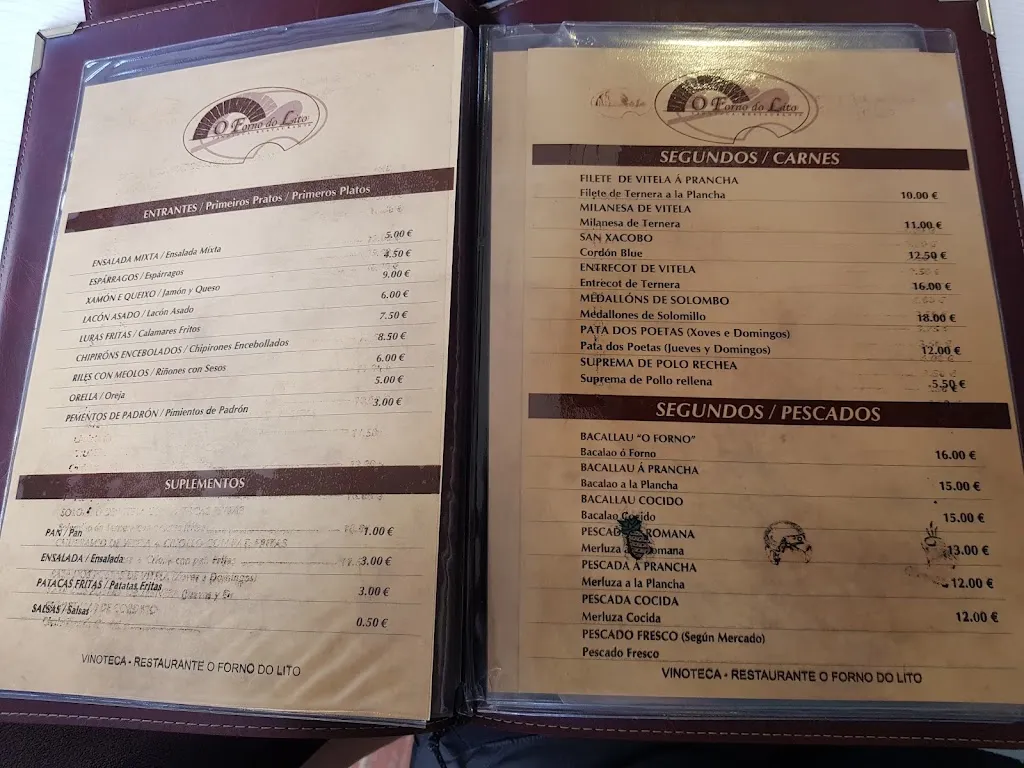 O Forno do Lito
ENTRANTES / Primeiros Pratos / Primeros Platos
ENSALADA MIXTA / Ensalada Mixta 5.00 €
ESPÁRRAGOS / Espárragos 4.50 €
XAMÓN E QUEIXO / Jamón y Queso 9.00 €
LACÓN ASADO / Lacón Asado 6.00 €
LURAS FRITAS / Calamares Fritos 7.50 €
CHIPIRÓNS ENCEBOLADOS / Chipirones Encebollados 8.50 €
RILES CON MEOLOS / Riñones con Sesos 6.00 €
ORELLA / Oreja 5.00 €
PEMENTOS DE PADRÓN / Pimientos de Padrón 3.00 €
SUPLEMENTOS
PAN / Pan 1.00 €
ENSALADA / Ensalada 3.00 €
PATACAS FRITAS / Patatas Fritas 3.00 €
SALSAS / Salsas 0.50 €
VINOTECA - RESTAURANTE O FORNO DO LITO
O Forno do Lito
SEGUNDOS / CARNES
FILETE DE VITELA Á PRANCHA
Filete de Ternera a la Plancha 10.00 €
MILANESA DE VITELA
Milanesa de Ternera 11.00 €
SAN XACOBO
Cordón Blue 12.50 €
ENTRECOT DE VITELA
Entrecot de Ternera 16.00 €
MEDALLÓNS DE SOLOMBO
Medallones de Solomillo 18.00 €
PATA DOS POETAS (Xoves e Domingos)
Pata dos Poetas (Jueves y Domingos) 12.00 €
SUPREMA DE POLO RECHEA
Suprema de Pollo rellena 5.50 €
SEGUNDOS / PESCADOS
BACALLAU "O FORNO"
Bacalao ó Forno 16.00 €
BACALLAU Á PRANCHA
Bacalao a la Plancha 15.00 €
BACALLAU COCIDO
Bacalao Cocido 15.00 €
PESCADA ROMANA
Merluza a Romana 13.00 €
PESCADA Á PRANCHA
Merluza a la Plancha 12.00 €
PESCADA COCIDA
Merluza Cocida 12.00 €
PESCADO FRESCO (Según Mercado)
Pescado Fresco
VINOTECA - RESTAURANTE O FORNO DO LITO